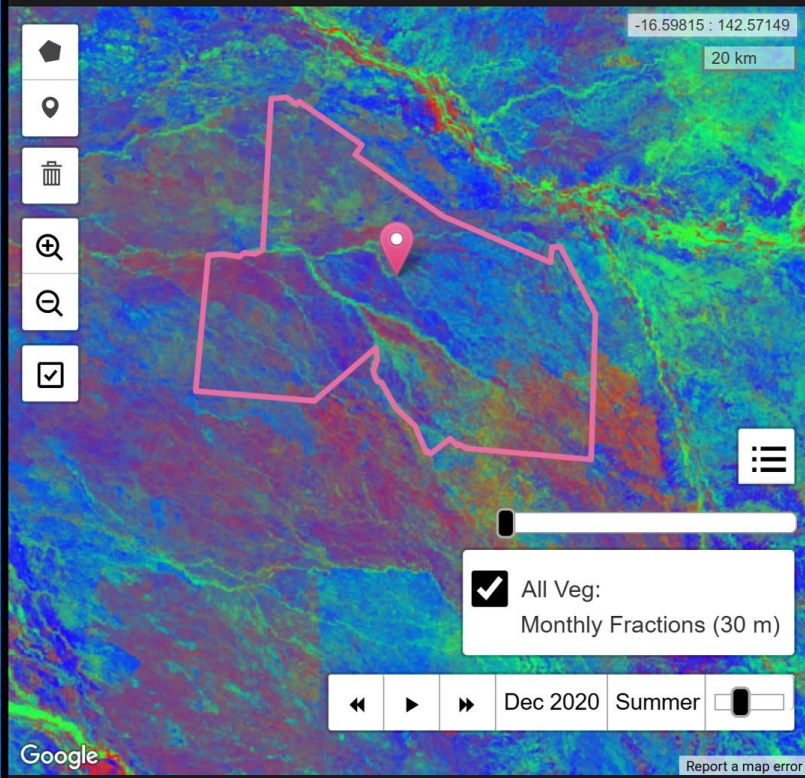 -16.59815 : 142.57149
20 km
All Veg:
Monthly Fractions (30 m)
Dec 2020 Summer
Google
Report a map error